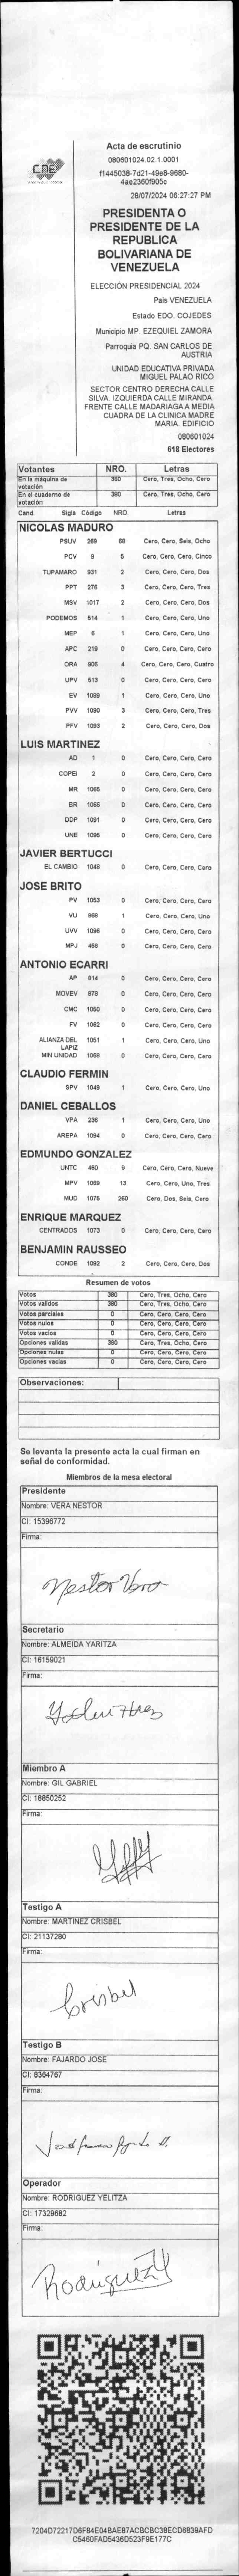 CNE
Acta de escrutinio
080601024.02.1.0001
f1445038-7d21-49e8-9680-
4ae2360f905c
28/07/2024 06:27:27 PM
PRESIDENTA O
PRESIDENTE DE LA
REPUBLICA
BOLIVARIANA DE
VENEZUELA
ELECCIÓN PRESIDENCIAL 2024
Pais VENEZUELA
Estado EDO. COJEDES
Municipio MP. EZEQUIEL ZAMORA
Parroquia PQ. SAN CARLOS DE
AUSTRIA
UNIDAD EDUCATIVA PRIVADA
MIGUEL PALAO RICO
SECTOR CENTRO DERECHA CALLE
SILVA. IZQUIERDA CALLE MIRANDA.
FRENTE CALLE MADARIAGA A MEDIA
CUADRA DE LA CLINICA MADRE
MARIA. EDIFICIO
080601024
618 Electores
Votantes NRO. Letras
En la máquina de votación 380 Cero, Tres, Ocho, Cero
En el cuaderno de votación 380 Cero, Tres, Ocho, Cero
Cand. Sigla Código NRO. Letras
NICOLAS MADURO
PSUV 269 68 Cero, Cero, Seis, Ocho
PCV 9 5 Cero, Cero, Cero, Cinco
TUPAMARO 931 2 Cero, Cero, Cero, Dos
PPT 276 3 Cero, Cero, Cero, Tres
MSV 1017 2 Cero, Cero, Cero, Dos
PODEMOS 514 1 Cero, Cero, Cero, Uno
MEP 6 1 Cero, Cero, Cero, Uno
APC 219 0 Cero, Cero, Cero, Cero
ORA 906 4 Cero, Cero, Cero, Cuatro
UPV 513 0 Cero, Cero, Cero, Cero
EV 1089 1 Cero, Cero, Cero, Uno
PVV 1090 3 Cero, Cero, Cero, Tres
PFV 1093 2 Cero, Cero, Cero, Dos
LUIS MARTINEZ
AD 1 0 Cero, Cero, Cero, Cero
COPEI 2 0 Cero, Cero, Cero, Cero
MR 1065 0 Cero, Cero, Cero, Cero
BR 1066 0 Cero, Cero, Cero, Cero
DDP 1091 0 Cero, Cero, Cero, Cero
UNE 1095 0 Cero, Cero, Cero, Cero
JAVIER BERTUCCI
EL CAMBIO 1048 0 Cero, Cero, Cero, Cero
JOSE BRITO
PV 1053 0 Cero, Cero, Cero, Cero
VU 868 1 Cero, Cero, Cero, Uno
UVV 1096 0 Cero, Cero, Cero, Cero
MPJ 458 0 Cero, Cero, Cero, Cero
ANTONIO ECARRI
AP 814 0 Cero, Cero, Cero, Cero
MOVEV 878 0 Cero, Cero, Cero, Cero
CMC 1050 0 Cero, Cero, Cero, Cero
FV 1062 0 Cero, Cero, Cero, Cero
ALIANZA DEL LAPIZ 1051 1 Cero, Cero, Cero, Uno
MIN UNIDAD 1068 0 Cero, Cero, Cero, Cero
CLAUDIO FERMIN
SPV 1049 1 Cero, Cero, Cero, Uno
DANIEL CEBALLOS
VPA 236 1 Cero, Cero, Cero, Uno
AREPA 1094 0 Cero, Cero, Cero, Cero
EDMUNDO GONZALEZ
UNTC 480 9 Cero, Cero, Cero, Nueve
MPV 1069 13 Cero, Cero, Uno, Tres
MUD 1075 260 Cero, Dos, Seis, Cero
ENRIQUE MARQUEZ
CENTRADOS 1073 0 Cero, Cero, Cero, Cero
BENJAMIN RAUSSEO
CONDE 1092 2 Cero, Cero, Cero, Dos
Resumen de votos
Votos 380 Cero, Tres, Ocho, Cero
Votos validos 380 Cero, Tres, Ocho, Cero
Votos parciales 0 Cero, Cero, Cero, Cero
Votos nulos 0 Cero, Cero, Cero, Cero
Votos vacios 0 Cero, Cero, Cero, Cero
Opciones validas 380 Cero, Tres, Ocho, Cero
Opciones nulas 0 Cero, Cero, Cero, Cero
Opciones vacias 0 Cero, Cero, Cero, Cero
Observaciones:
Se levanta la presente acta la cual firman en
señal de conformidad.
Miembros de la mesa electoral
Presidente
Nombre: VERA NESTOR
CI: 15396772
Firma:
Nestor Vera
Secretario
Nombre: ALMEIDA YARITZA
CI: 16159021
Firma:
Miembro A
Nombre: GIL GABRIEL
CI: 18850252
Firma:
Testigo A
Nombre: MARTINEZ CRISBEL
CI: 21137280
Firma:
Crisbel
Testigo B
Nombre: FAJARDO JOSE
CI: 8364767
Firma:
Operador
Nombre: RODRIGUEZ YELITZA
CI: 17329682
Firma:
Rodriguez Y
7204D72217D6FB4E04BAE87ACBCBC38ECD6839AFD
C5460FAD5436D523F9E177C